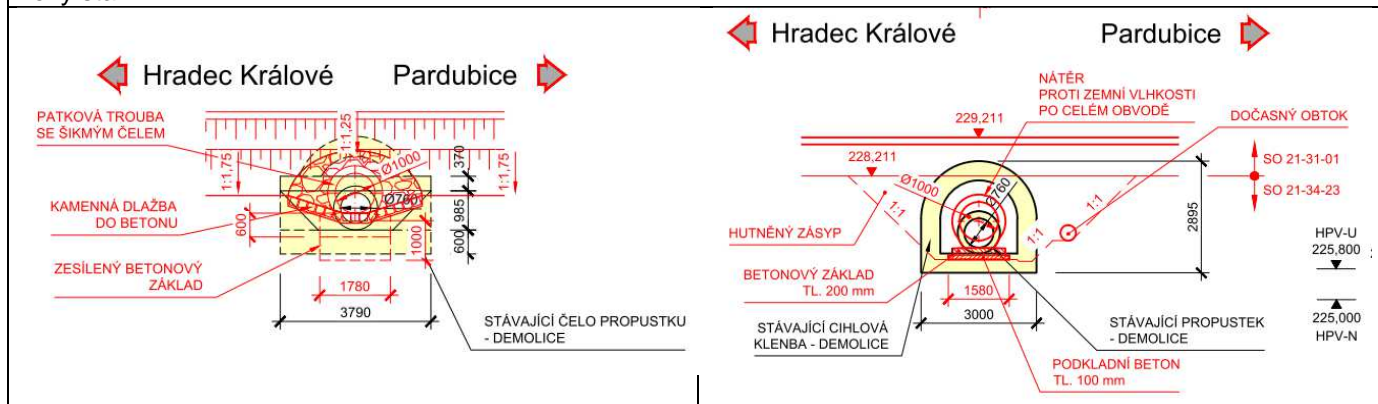 Hradec Králové Pardubice
PATKOVÁ TROUBA
SE ŠIKMÝM ČELEM
1:1,25
1:1,75
1:1,75
370
Ø1000
Ø760
985
600
1000
600
KAMENNÁ DLAŽBA
DO BETONU
ZESÍLENÝ BETONOVÝ
ZÁKLAD
1780
3790
STÁVAJÍCÍ ČELO PROPUSTKU
- DEMOLICE
Hradec Králové Pardubice
NÁTĚR
PROTI ZEMNÍ VLHKOSTI
PO CELÉM OBVODĚ
229,211
DOČASNÝ OBTOK
228,211
SO 21-31-01
SO 21-34-23
Ø1000
Ø760
1:1
1:1
1:1
2895
HUTNĚNÝ ZÁSYP
HPV-U
225,800
BETONOVÝ ZÁKLAD
TL. 200 mm
1580
3000
225,000
HPV-N
STÁVAJÍCÍ CIHLOVÁ
KLENBA - DEMOLICE
STÁVAJÍCÍ PROPUSTEK
- DEMOLICE
PODKLADNÍ BETON
TL. 100 mm